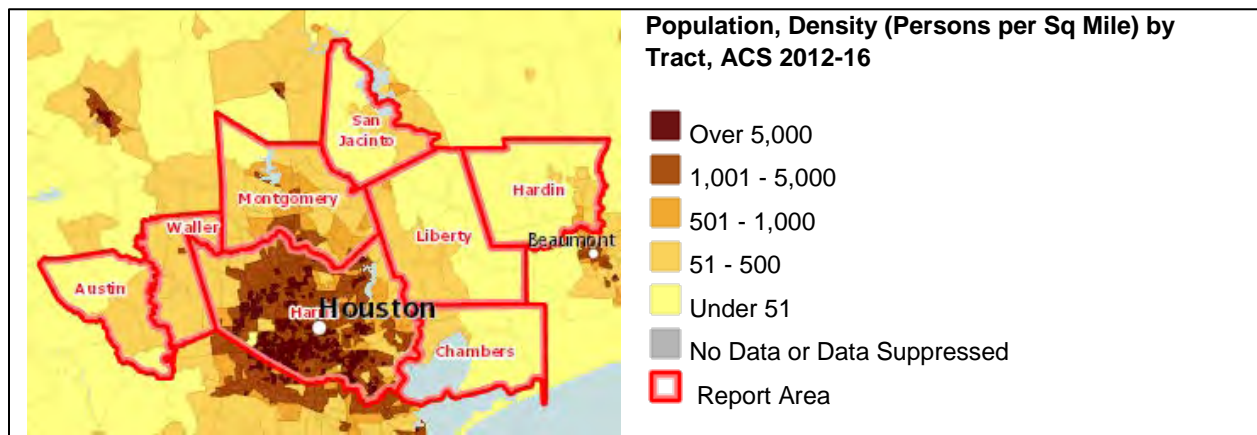 Population, Density (Persons per Sq Mile) by
Tract, ACS 2012-16
Over 5,000
1,001 - 5,000
501 - 1,000
51 - 500
Under 51
No Data or Data Suppressed
Report Area
San
Jacinto
Hardin
Montgomery
Waller
Liberty
Beaumont
Austin
Houston
Chambers